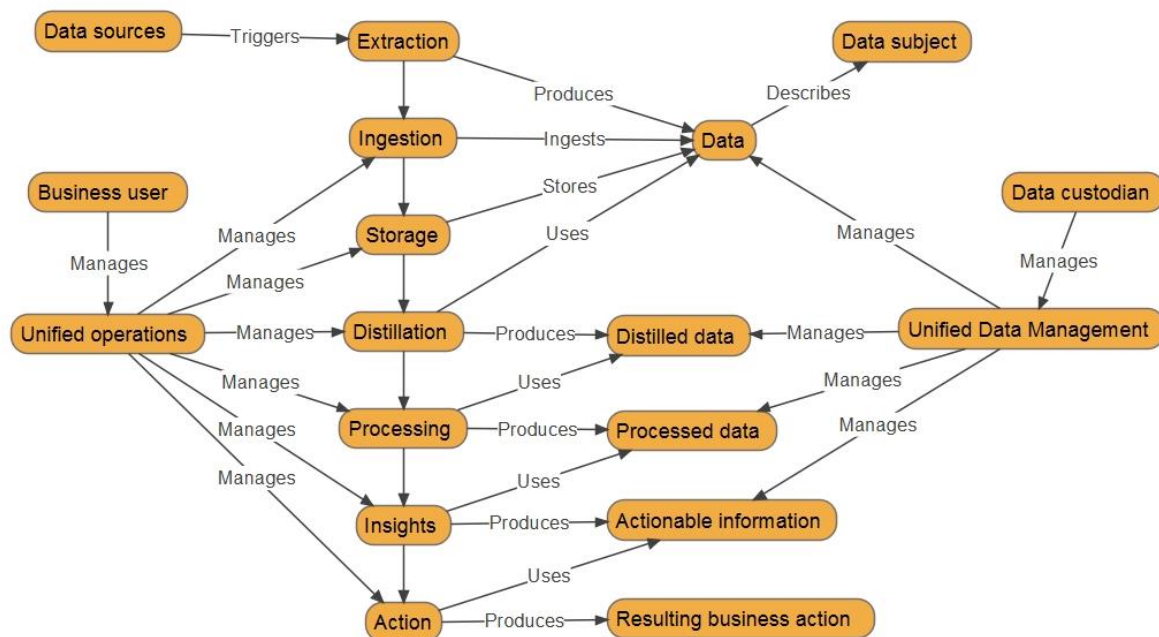 Data sources
Triggers
Extraction
Data subject
Produces
Describes
Ingestion
Ingests
Data
Business user
Stores
Data custodian
Manages
Storage
Uses
Manages
Manages
Manages
Manages
Unified operations
Manages
Distillation
Produces
Distilled data
Manages
Unified Data Management
Manages
Uses
Manages
Processing
Produces
Processed data
Manages
Manages
Manages
Uses
Insights
Produces
Actionable information
Uses
Action
Produces
Resulting business action